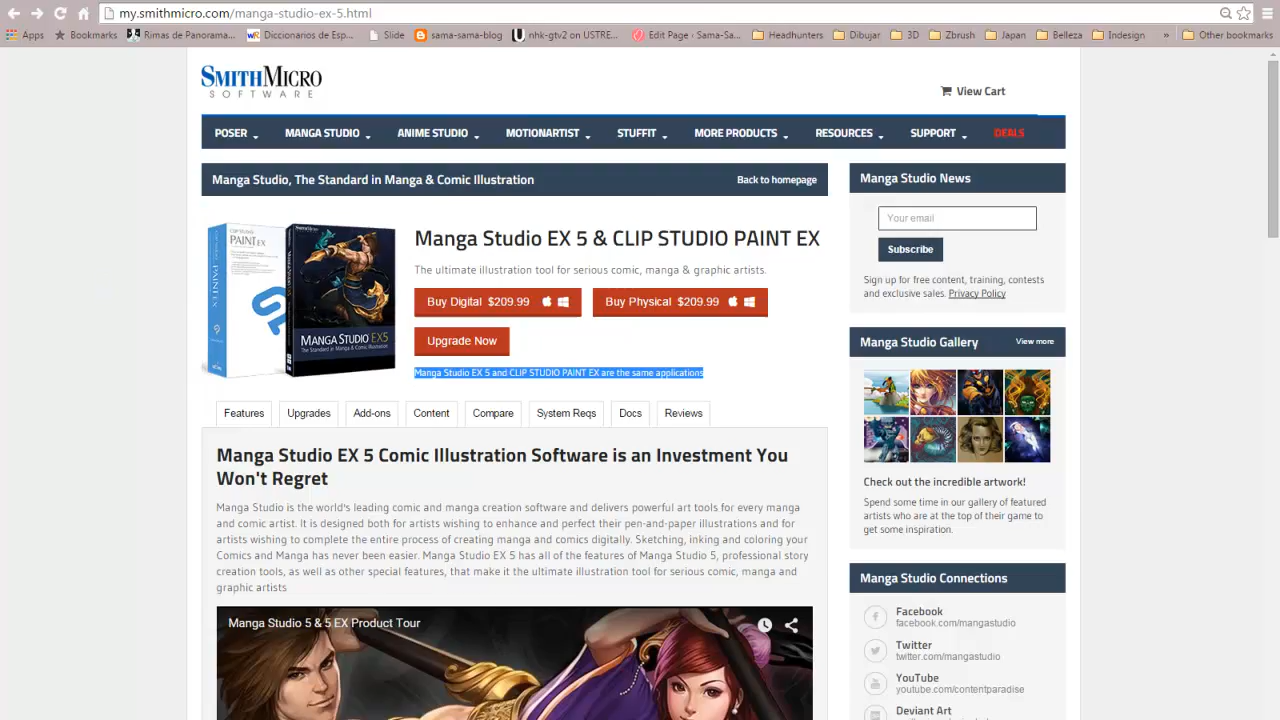 my.smithmicro.com/manga-studio-ex-5.html
Apps Bookmarks Rimas de Panorama... Diccionarios de Esp... Slide sama-sama-blog nhk-gtv2 on USTRE... Edit Page ‹ Sama-Sa... Headhunters Dibujar 3D Zbrush Japan Belleza Indesign » Other bookmarks
SMITHMICRO
SOFTWARE
View Cart
POSER MANGA STUDIO ANIME STUDIO MOTIONARTIST STUFFIT MORE PRODUCTS RESOURCES SUPPORT DEALS
Manga Studio, The Standard in Manga & Comic Illustration Back to homepage
CLIP STUDIO
PAINT EX
PAINT EX
MANGA STUDIO EX5
The Standard in Manga & Comic Illustration
Manga Studio EX 5 & CLIP STUDIO PAINT EX
The ultimate illustration tool for serious comic, manga & graphic artists.
Buy Digital $209.99 Buy Physical $209.99
Upgrade Now
Manga Studio EX 5 and CLIP STUDIO PAINT EX are the same applications
Features Upgrades Add-ons Content Compare System Reqs Docs Reviews
Manga Studio EX 5 Comic Illustration Software is an Investment You
Won't Regret
Manga Studio is the world's leading comic and manga creation software and delivers powerful art tools for every manga
and comic artist. It is designed both for artists wishing to enhance and perfect their pen-and-paper illustrations and for
artists wishing to complete the entire process of creating manga and comics digitally. Sketching, inking and coloring your
Comics and Manga has never been easier. Manga Studio EX 5 has all of the features of Manga Studio 5, professional story
creation tools, as well as other special features, that make it the ultimate illustration tool for serious comic, manga and
graphic artists
Manga Studio 5 & 5 EX Product Tour
Manga Studio News
Your email
Subscribe
Sign up for free content, training, contests
and exclusive sales. Privacy Policy
Manga Studio Gallery View more
Check out the incredible artwork!
Spend some time in our gallery of featured
artists who are at the top of their game to
get some inspiration.
Manga Studio Connections
Facebook
facebook.com/mangastudio
Twitter
twitter.com/mangastudio
YouTube
youtube.com/contentparadise
Deviant Art